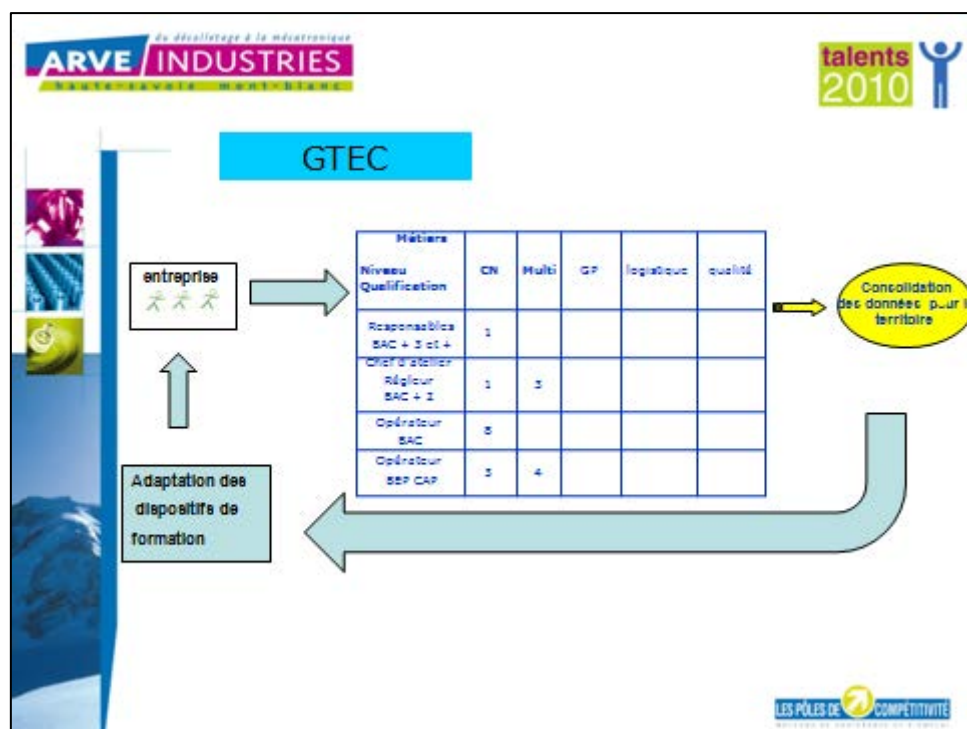 du décolletage à la mécatronique
ARVE INDUSTRIES
haute-savoie mont-blanc
talents
2010
GTEC
entreprise
Métiers
Niveau
Qualification
CN
Multi
GP
logistique
qualité
Responsables
BAC + 3 et +
1
Chef d'atelier
Régleur
BAC + 2
1
3
Opérateur
BAC
8
Opérateur
BEP CAP
3
4
Consolidation
des données pour l
territoire
Adaptation des
dispositifs de
formation
LES PÔLES DE COMPÉTITIVITÉ